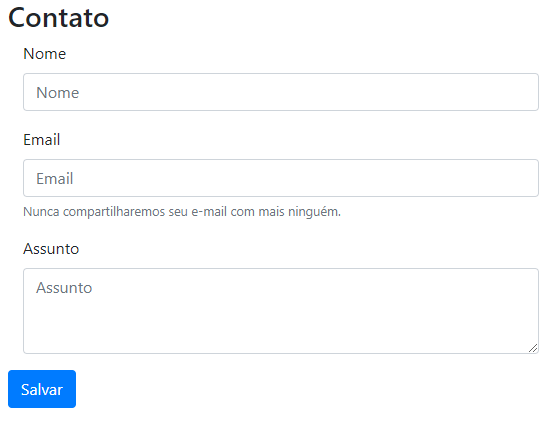 Contato
Nome
Nome
Email
Email
Nunca compartilharemos seu e-mail com mais ninguém.
Assunto
Assunto
Salvar